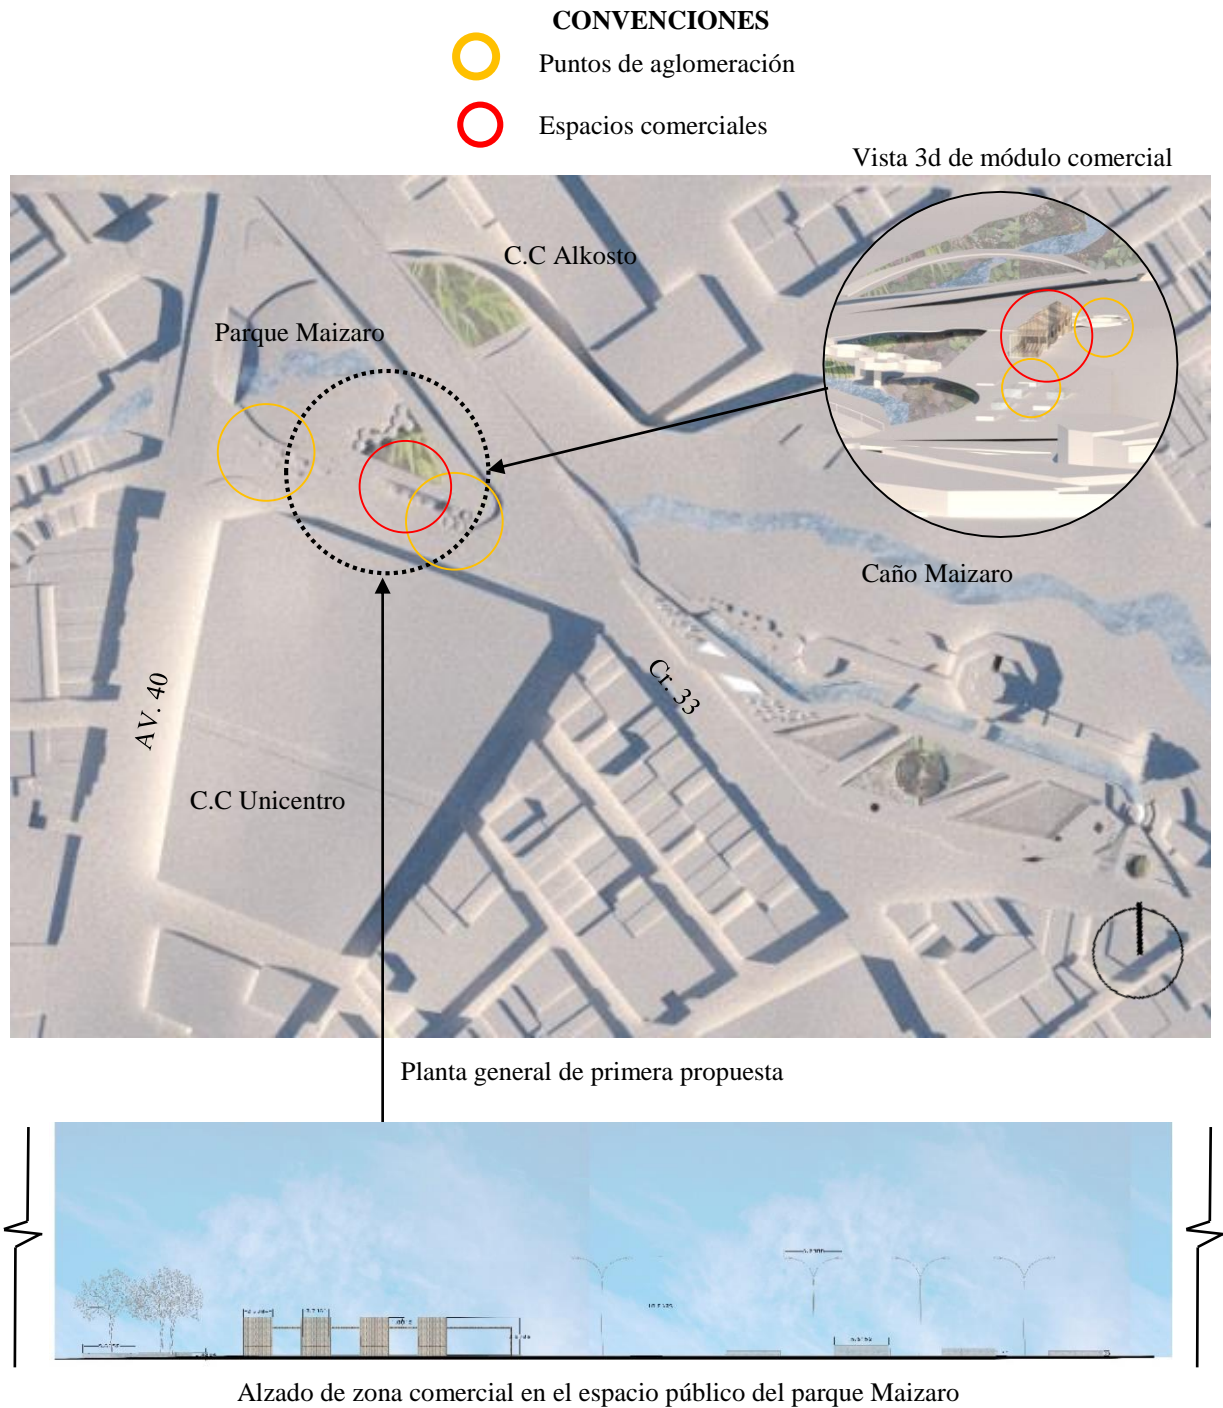 CONVENCIONES
Puntos de aglomeración
Espacios comerciales
Vista 3d de módulo comercial
C.C Alkosto
Parque Maizaro
Caño Maizaro
Cr. 33
AV. 40
C.C Unicentro
Planta general de primera propuesta
Alzado de zona comercial en el espacio público del parque Maizaro